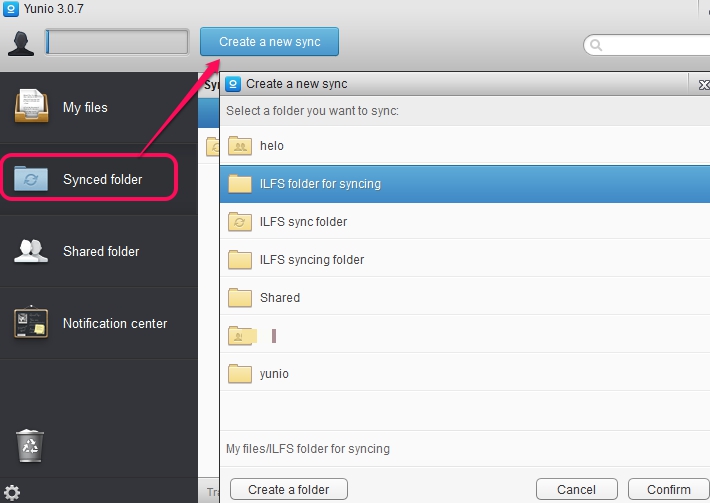 Yunio 3.0.7
Create a new sync
My files
Synced folder
Shared folder
Notification center
Sy
Create a new sync
Select a folder you want to sync:
helo
ILFS folder for syncing
ILFS sync folder
ILFS syncing folder
Shared
yunio
My files/ILFS folder for syncing
Create a folder
Cancel
Confirm
Tra